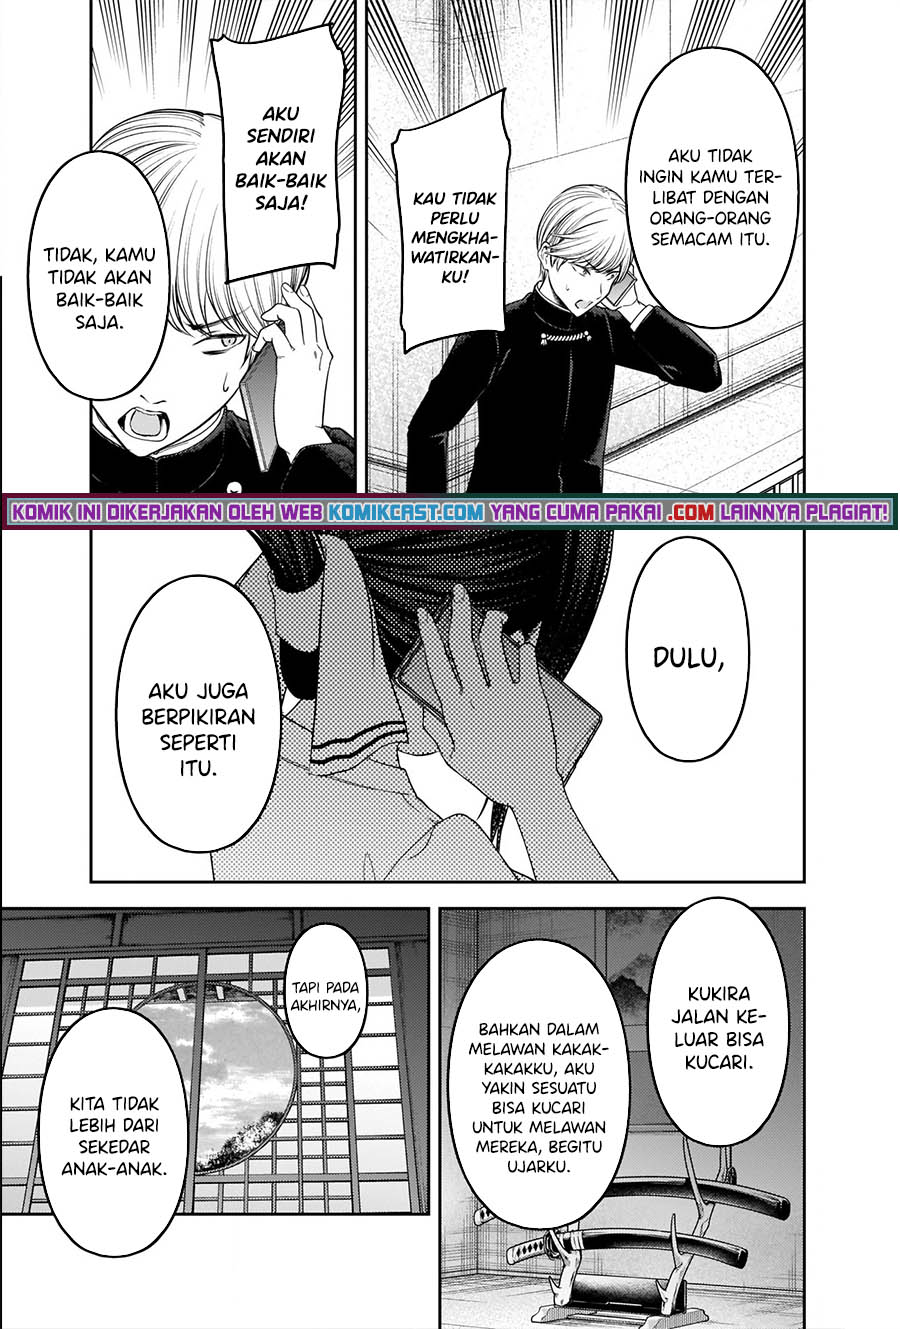 AKU TIDAK
INGIN KAMU TER-
LIBAT DENGAN
ORANG-ORANG
SEMACAM ITU.
KAU TIDAK
PERLU
MENGKHA-
WATIRKAN-
KU!
AKU
SENDIRI
AKAN
BAIK-BAIK
SAJA!
TIDAK, KAMU
TIDAK AKAN
BAIK-BAIK
SAJA.
KOMIK INI DIKERJAKAN OLEH WEB KOMIKCAST.COM YANG CUMA PAKAI .COM LAINNYA PLAGIAT!
DULU,
AKU JUGA
BERPIKIRAN
SEPERTI
ITU.
KUKIRA
JALAN KE-
LUAR BISA
KUCARI.
BAHKAN DALAM
MELAWAN KAKAK-
KAKAKKU, AKU
YAKIN SESUATU
BISA KUCARI
UNTUK MELAWAN
MEREKA, BEGITU
UJARKU.
TAPI PADA
AKHIRNYA,
KITA TIDAK
LEBIH DARI
SEKEDAR
ANAK-ANAK.